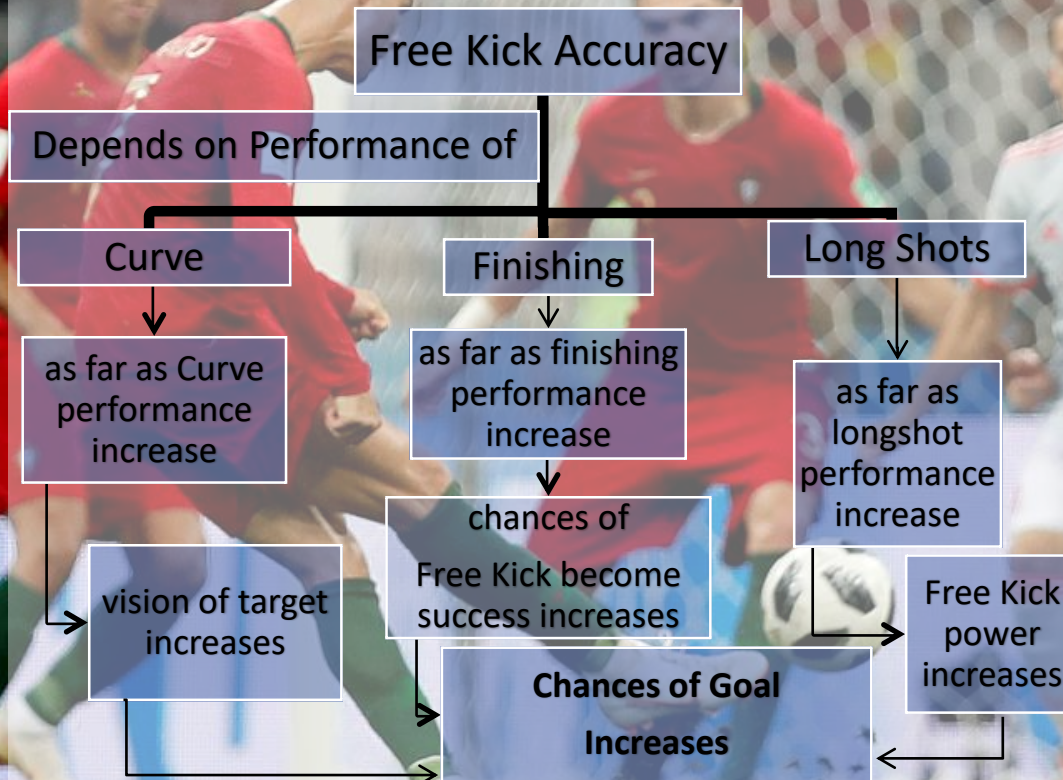 Free Kick Accuracy
Depends on Performance of
Curve
Finishing
Long Shots
as far as Curve
performance
increase
as far as finishing
performance
increase
as far as
longshot
performance
increase
vision of target
increases
chances of
Free Kick become
success increases
Free Kick
power
increases
Chances of Goal
Increases